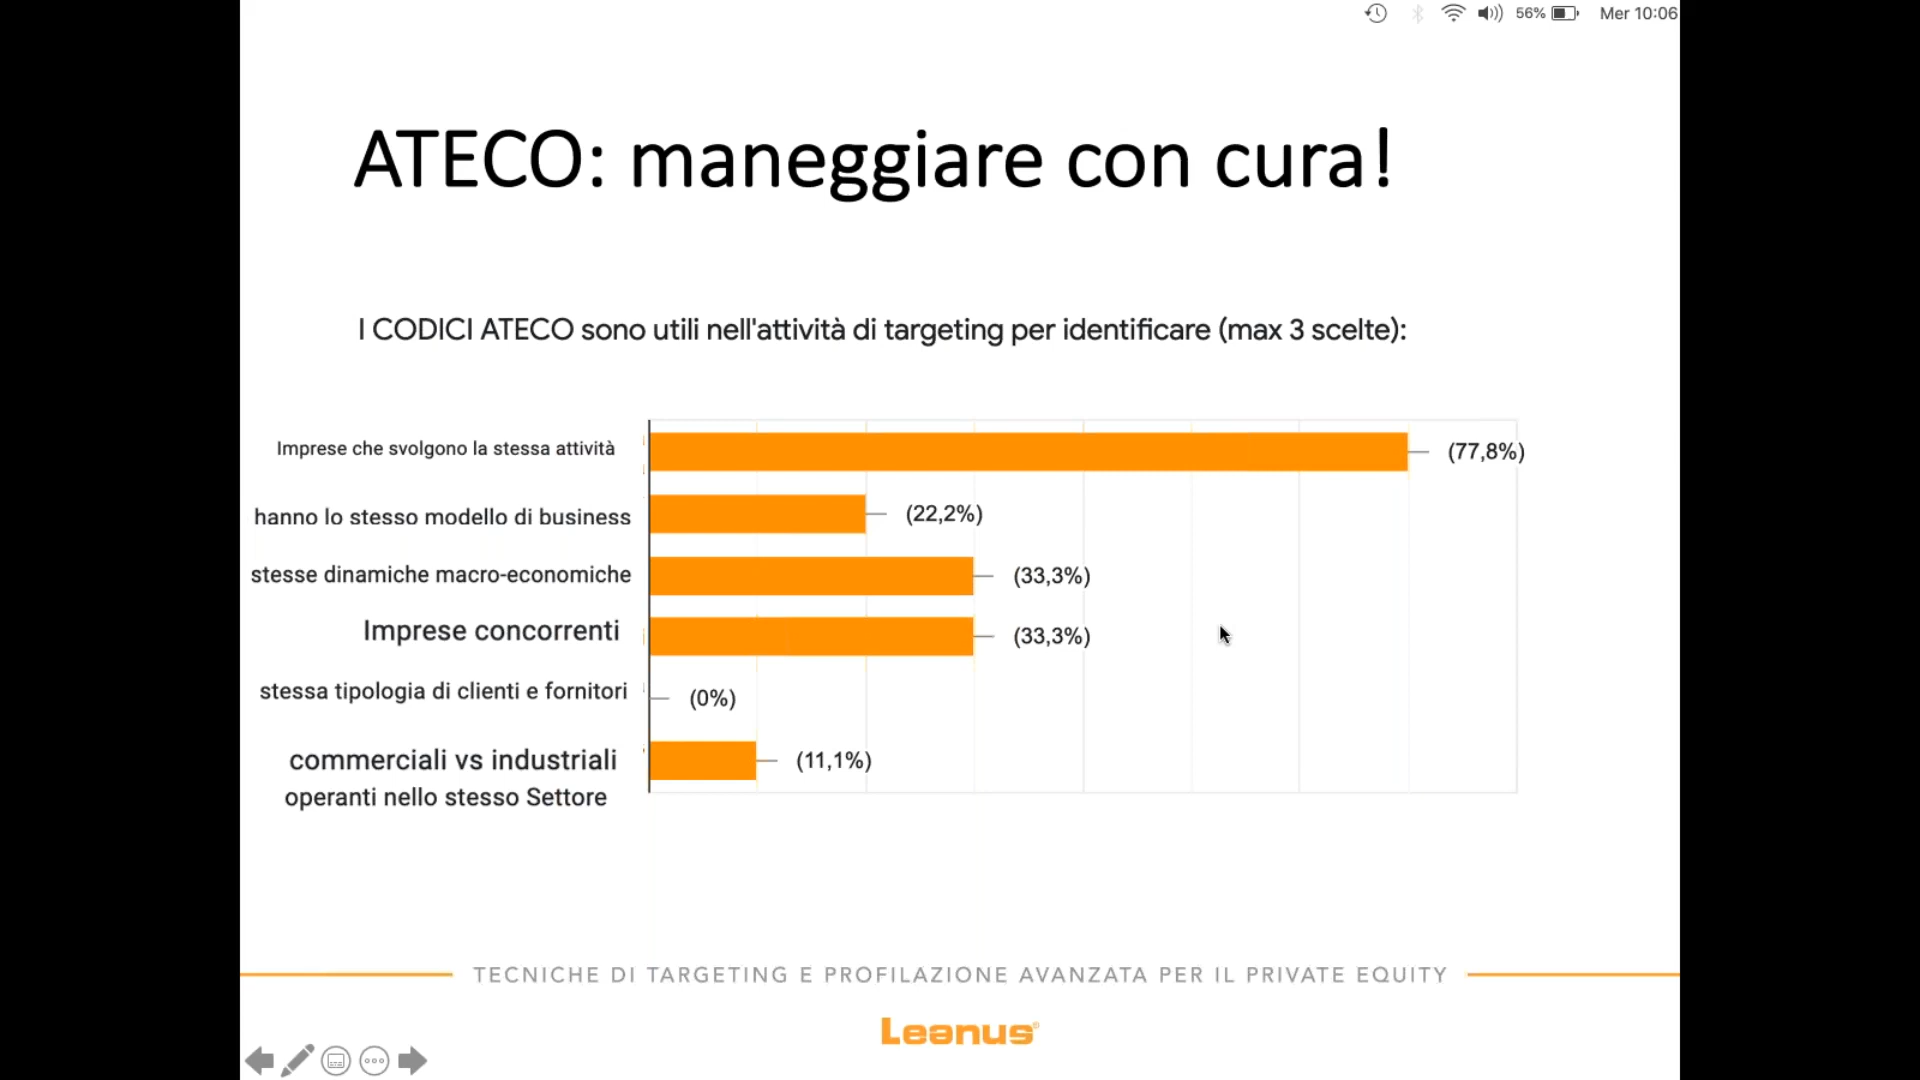 56%
Mer 10:06
ATECO: maneggiare con cura!
I CODICI ATECO sono utili nell'attività di targeting per identificare (max 3 scelte):
Imprese che svolgono la stessa attività
(77,8%)
hanno lo stesso modello di business
(22,2%)
stesse dinamiche macro-economiche
(33,3%)
Imprese concorrenti
(33,3%)
stessa tipologia di clienti e fornitori
(0%)
commerciali vs industriali
(11,1%)
operanti nello stesso Settore
TECNICHE DI TARGETING E PROFILAZIONE AVANZATA PER IL PRIVATE EQUITY
Leanus®